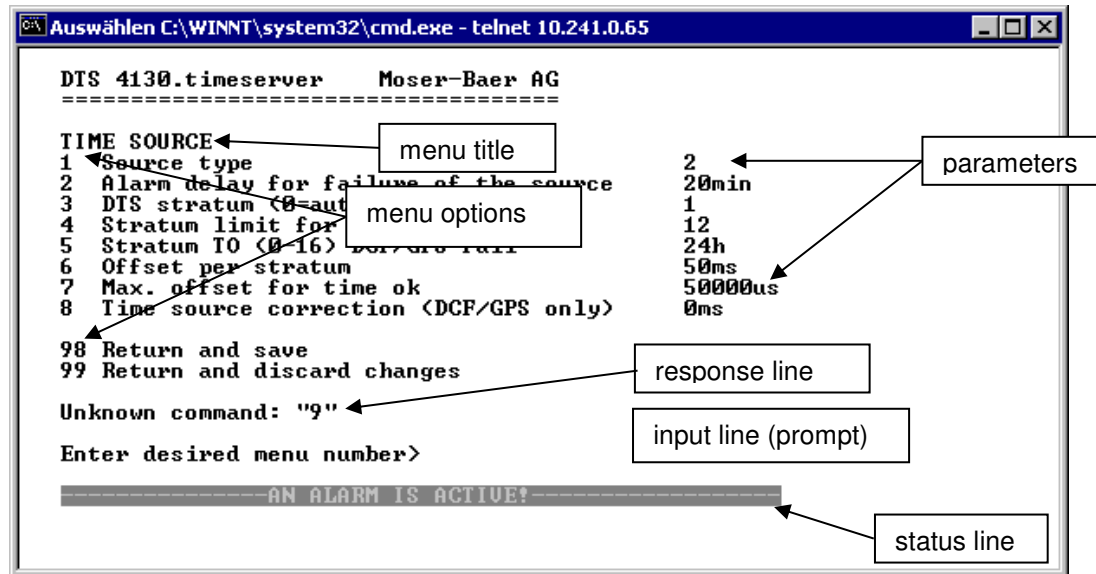 Auswählen C:\WINNT\system32\cmd.exe - telnet 10.241.0.65
DTS 4130.timeserver Moser-Baer AG
====================================
TIME SOURCE
menu title
1 Source type 2
parameters
2 Alarm delay for failure of the source 20min
3 DTS stratum (0=aut 1
menu options
4 Stratum limit for 12
5 Stratum TO (0-16) DCF/GPS fail 24h
6 Offset per stratum 50ms
7 Max. offset for time ok 50000us
8 Time source correction (DCF/GPS only) 0ms
98 Return and save
99 Return and discard changes
response line
Unknown command: "9"
input line (prompt)
Enter desired menu number>
---------------AN ALARM IS ACTIVE!------------------
status line